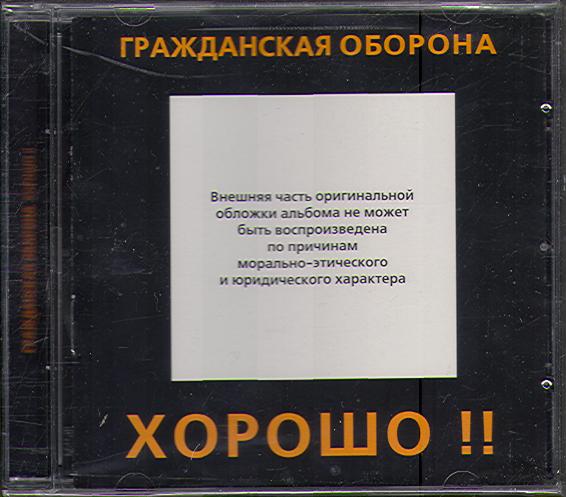 ГРАЖДАНСКАЯ ОБОРОНА
Внешняя часть оригинальной
обложки альбома не может
быть воспроизведена
по причинам
морально-этического
и юридического характера
ХОРОШО !!